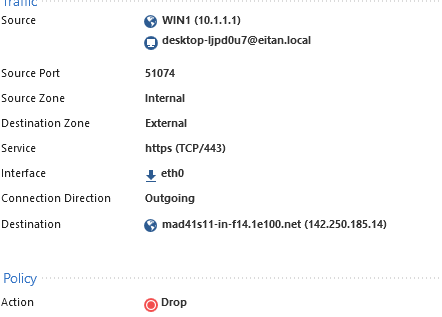 Traffic
Source WIN1 (10.1.1.1)
desktop-ljpd0u7@eitan.local
Source Port 51074
Source Zone Internal
Destination Zone External
Service https (TCP/443)
Interface eth0
Connection Direction Outgoing
Destination mad41s11-in-f14.1e100.net (142.250.185.14)
Policy
Action Drop